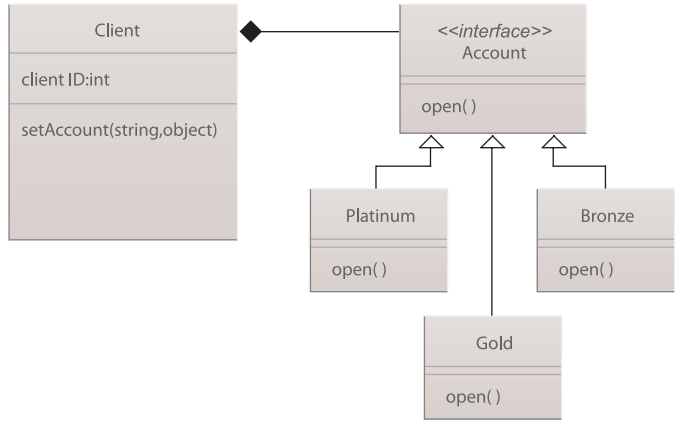 Client
client ID:int
setAccount(string,object)
<<interface>>
Account
open( )
Platinum
open( )
Bronze
open( )
Gold
open( )